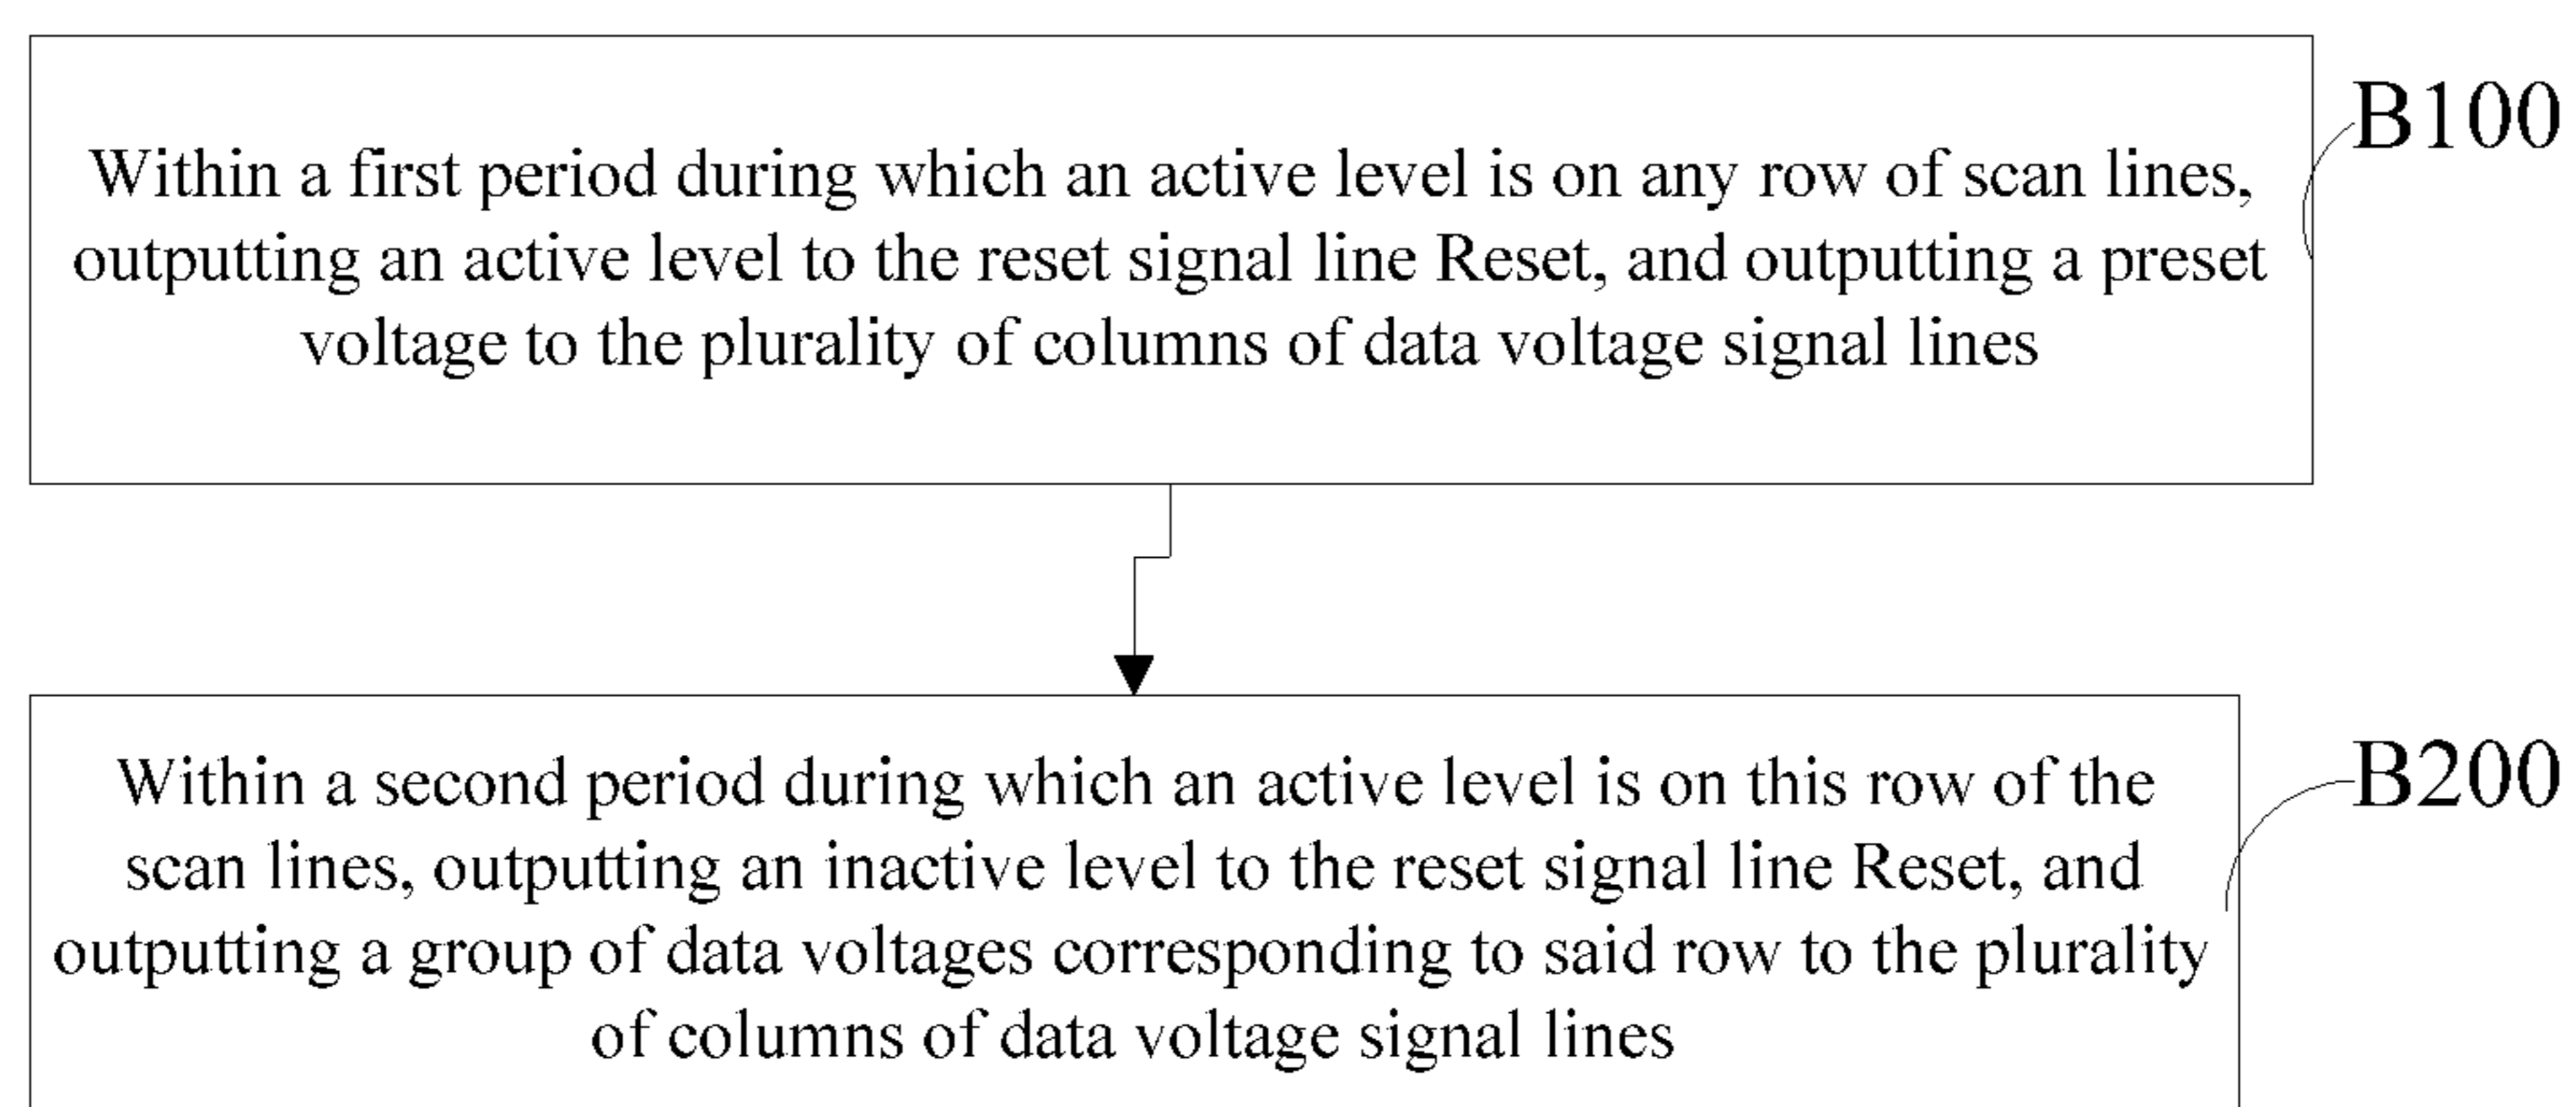 B100
Within a first period during which an active level is on any row of scan lines,
outputting an active level to the reset signal line Reset, and outputting a preset
voltage to the plurality of columns of data voltage signal lines
B200
Within a second period during which an active level is on this row of the
scan lines, outputting an inactive level to the reset signal line Reset, and
outputting a group of data voltages corresponding to said row to the plurality
of columns of data voltage signal lines